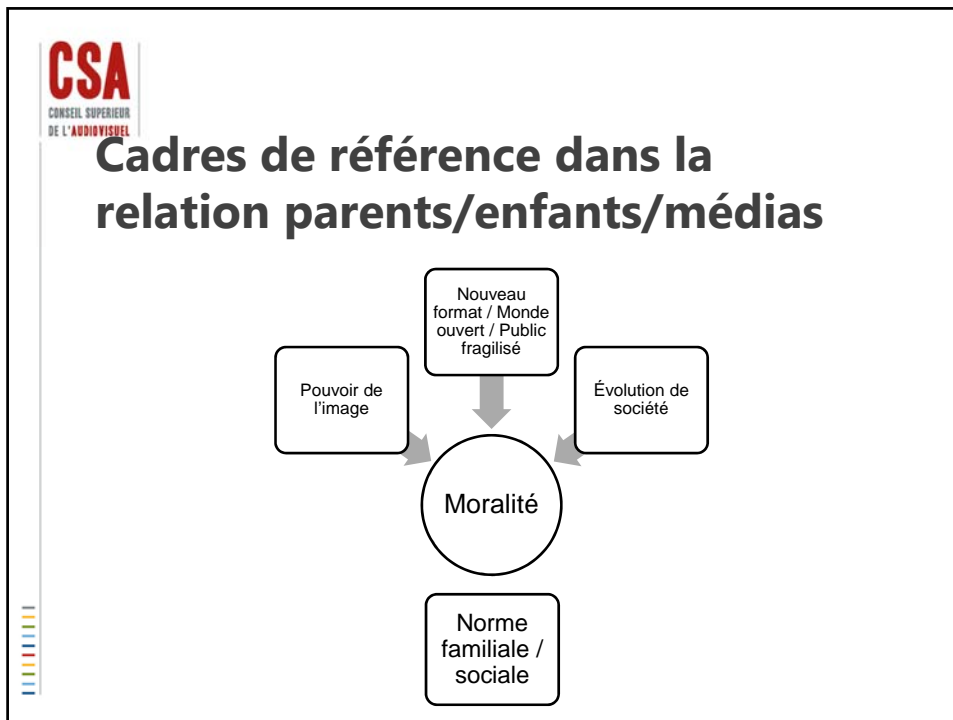 CSA
CONSEIL SUPERIEUR
DE L'AUDIOVISUEL
Cadres de référence dans la
relation parents/enfants/médias
Nouveau
format / Monde
ouvert / Public
fragilisé
Pouvoir de
l’image
Évolution de
société
Moralité
Norme
familiale /
sociale